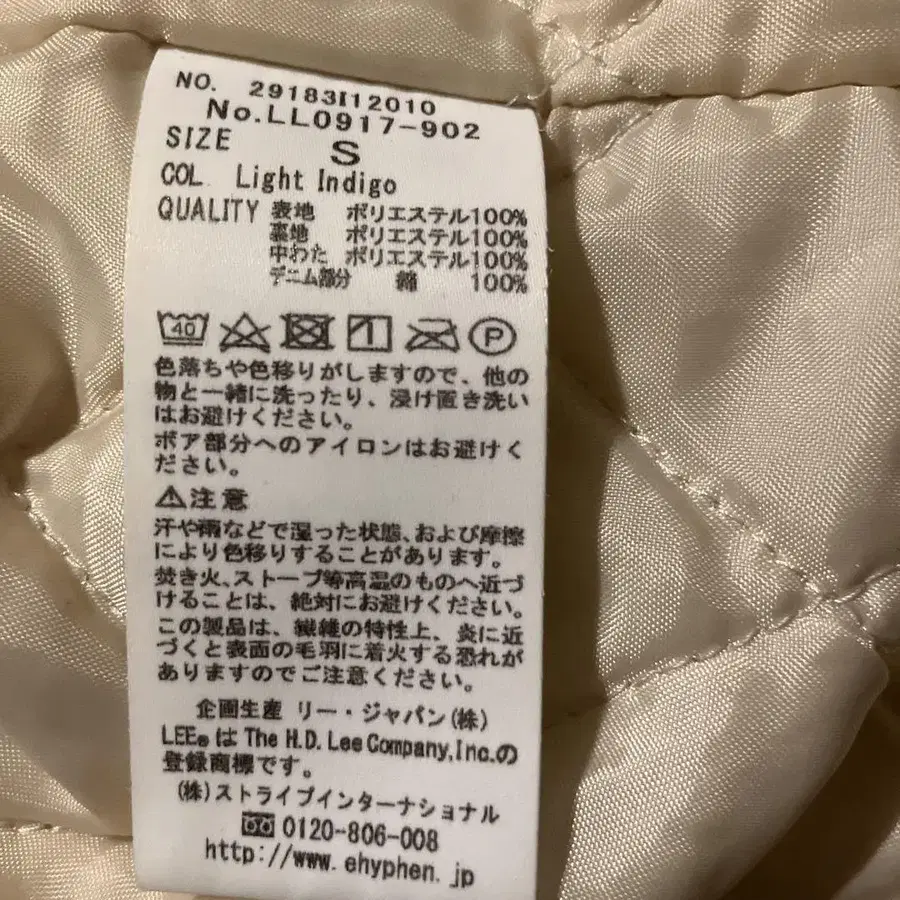 NO. 29183I12010
No.LL0917-902
SIZE S
COL Light Indigo
QUALITY 表地 ポリエステル100%
裏地 ポリエステル100%
中わた ポリエステル100%
デニム部分 綿 100%
40 1 P
色落ちや色移りがしますので、他の
物と一緒に洗ったり、浸け置き洗い
はお避けください。
ボア部分へのアイロンはお避けく
ださい。
⚠注意
汗や雨などで湿った状態、および摩擦
により色移りすることがあります。
焚き火、ストーブ等高温のものへ近づ
けることは、絶対にお避けください。
この製品は、繊維の特性上、炎に近
づくと表面の毛羽に着火する恐れが
ありますのでご注意ください。
企画生産 リー・ジャパン(株)
LEE®は The H.D. Lee Company,Inc.の
登録商標です。
(株)ストライプインターナショナル
0120-806-008
http://www.ehyphen.jp